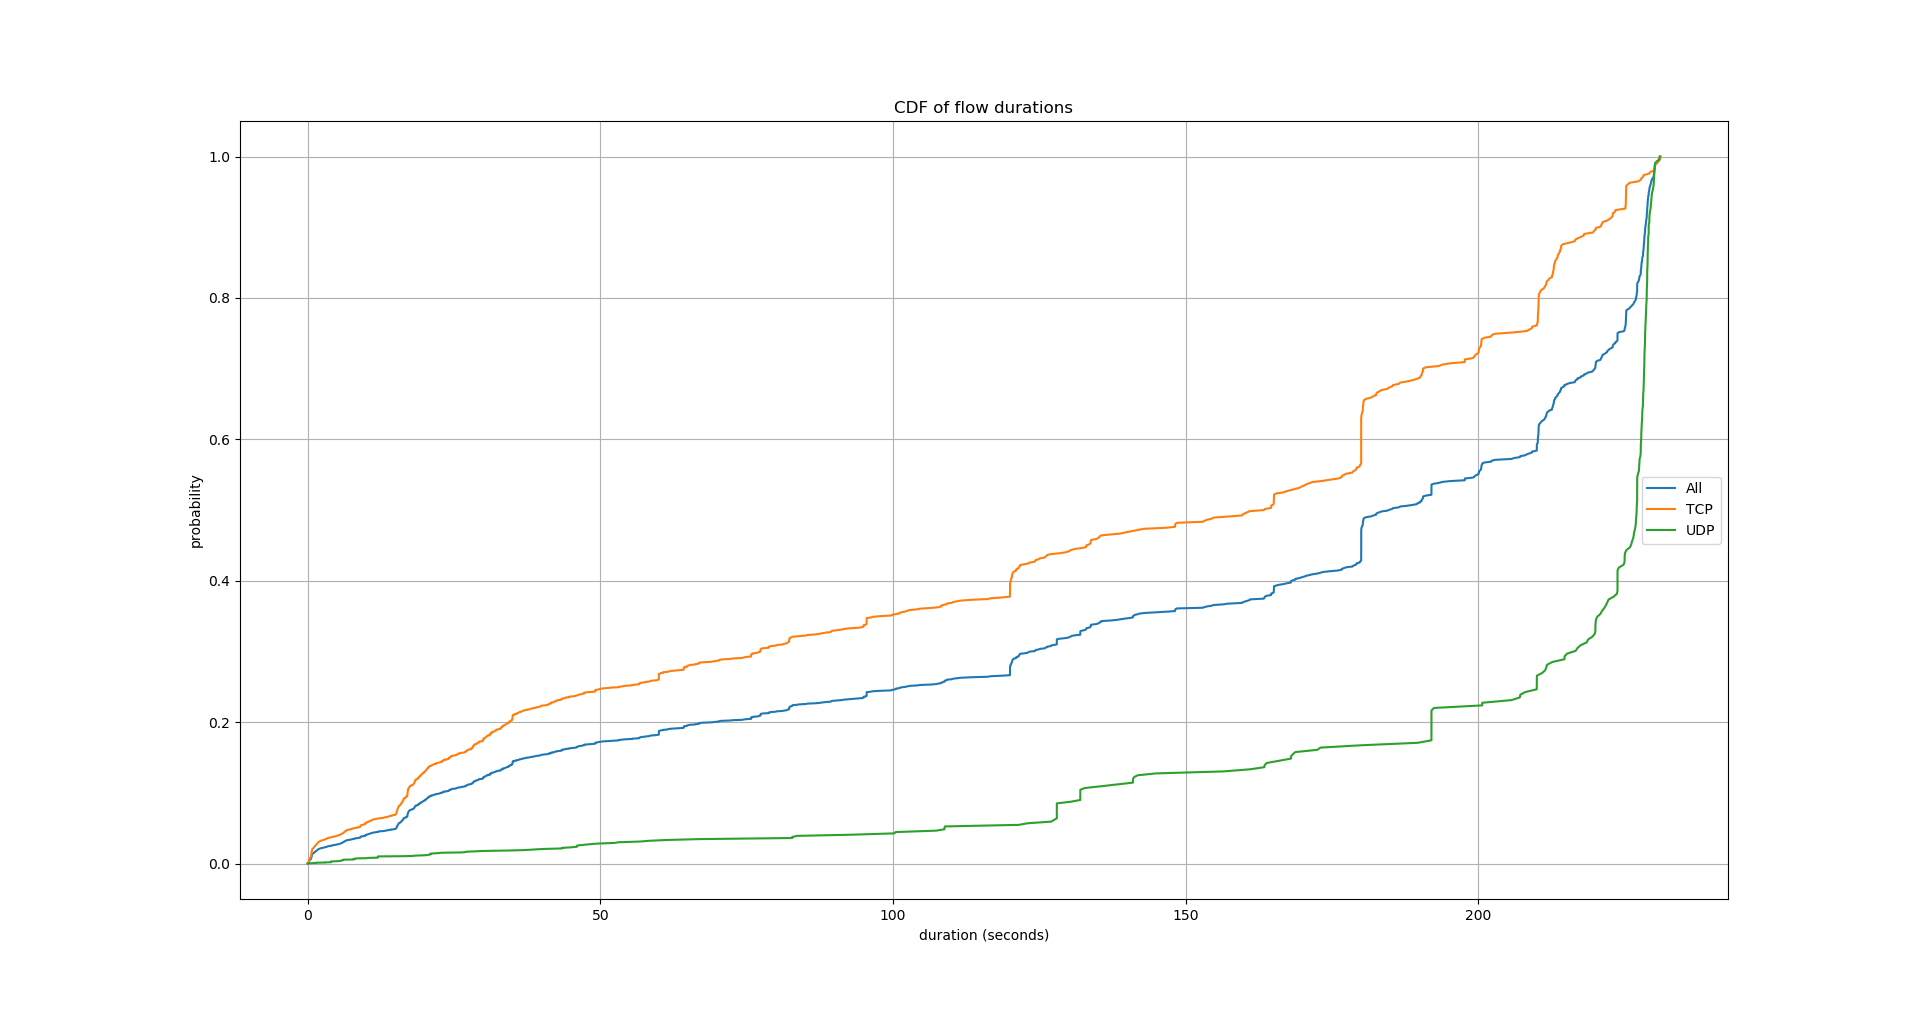 CDF of flow durations
1.0
0.8
0.6
0.4
0.2
0.0
probability
All
TCP
UDP
0 50 100 150 200
duration (seconds)